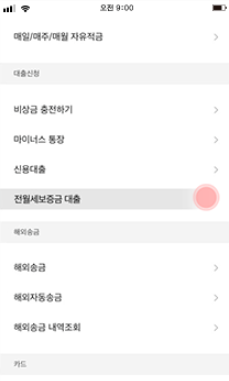 오전 9:00
매일/매주/매월 자유적금
대출신청
비상금 충전하기
마이너스 통장
신용대출
전월세보증금 대출
해외송금
해외송금
해외자동송금
해외송금 내역조회
카드